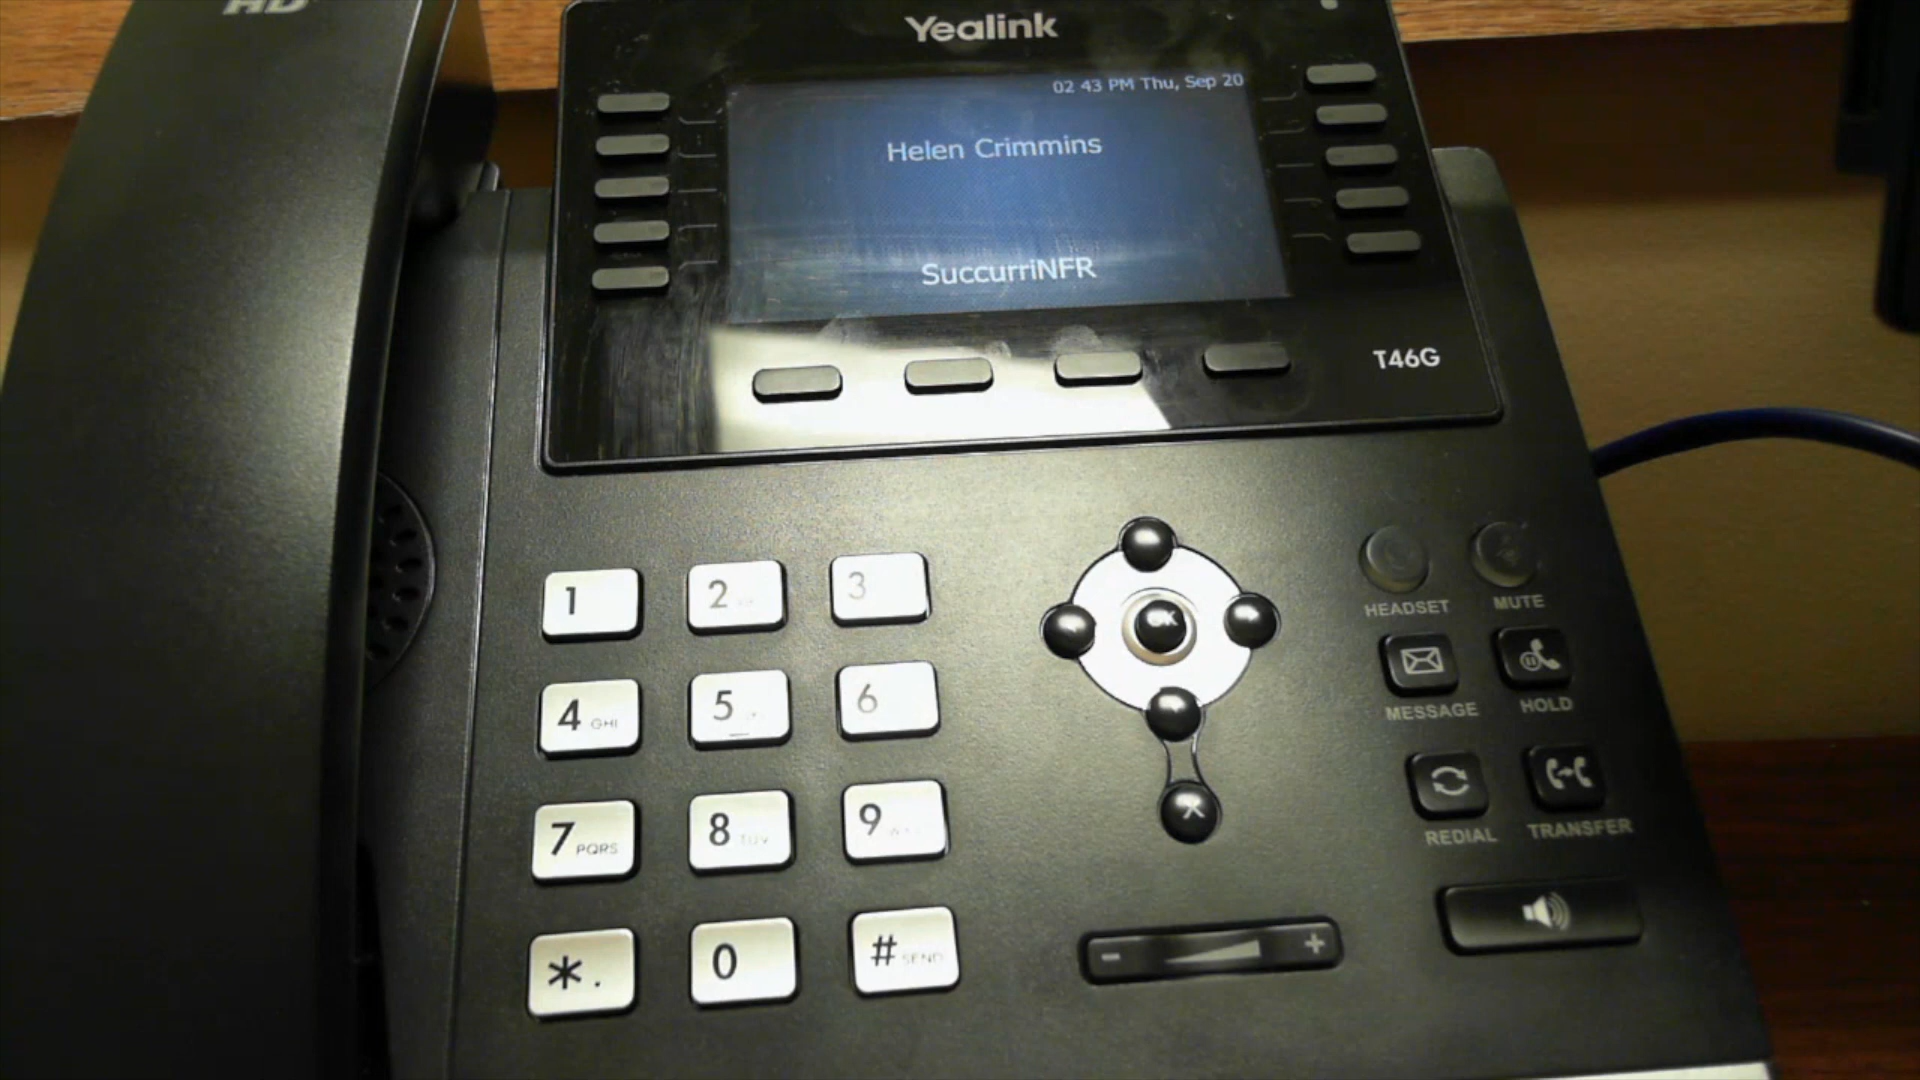 HD
Yealink
02 43 PM Thu, Sep 20
Helen Crimmins
SuccurriNFR
T46G
1
2
3
HEADSET
MUTE
4 GHI
5
6
OK
MESSAGE
HOLD
7 PQRS
8 TUV
9
X
REDIAL
TRANSFER
*.
0
# SEND
- +